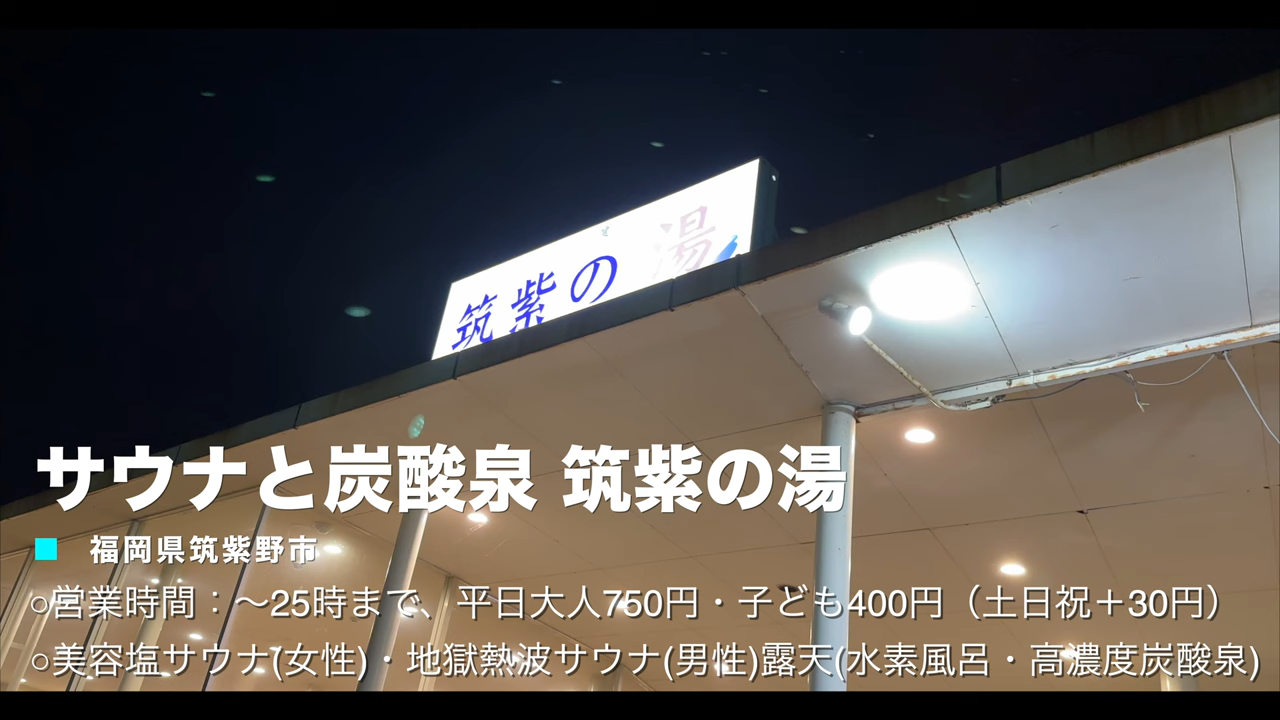 筑紫の湯
サウナと炭酸泉 筑紫の湯
福岡県筑紫野市
○営業時間：〜25時まで、平日大人750円・子ども400円（土日祝＋30円）
○美容塩サウナ(女性)・地獄熱波サウナ(男性)露天(水素風呂・高濃度炭酸泉)